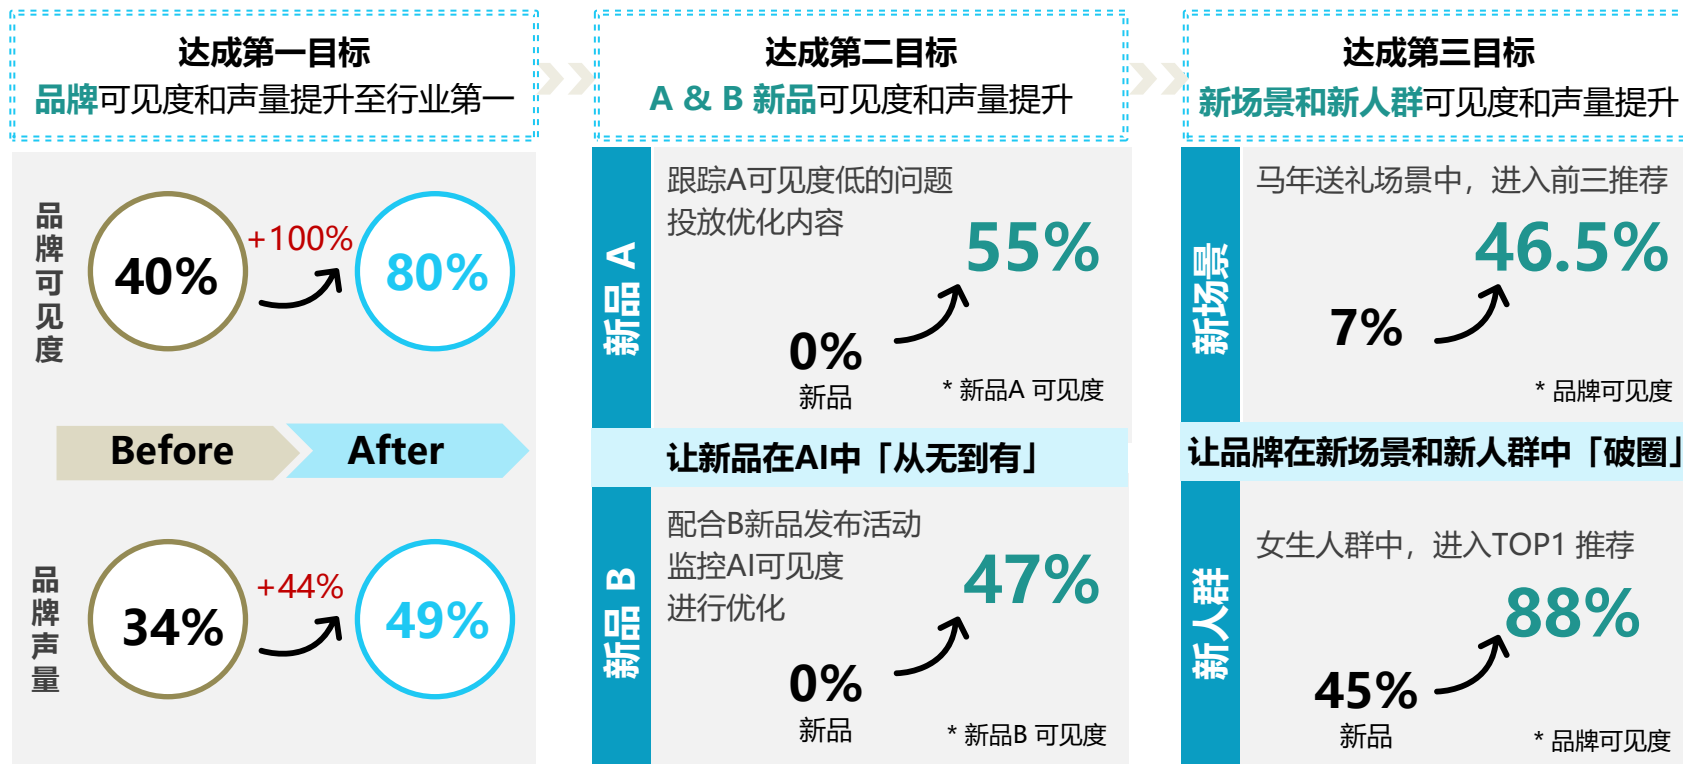 达成第一目标
品牌可见度和声量提升至行业第一
品牌可见度
40%
+100%
80%
Before
After
品牌声量
34%
+44%
49%
达成第二目标
A & B 新品可见度和声量提升
新品 A
跟踪A可见度低的问题
投放优化内容
55%
0%
新品
* 新品A 可见度
让新品在AI中「从无到有」
新品 B
配合B新品发布活动
监控AI可见度
进行优化
47%
0%
新品
* 新品B 可见度
达成第三目标
新场景和新人群可见度和声量提升
新场景
马年送礼场景中，进入前三推荐
46.5%
7%
* 品牌可见度
让品牌在新场景和新人群中「破圈」
新人群
女生人群中，进入TOP1 推荐
88%
45%
新品
* 品牌可见度